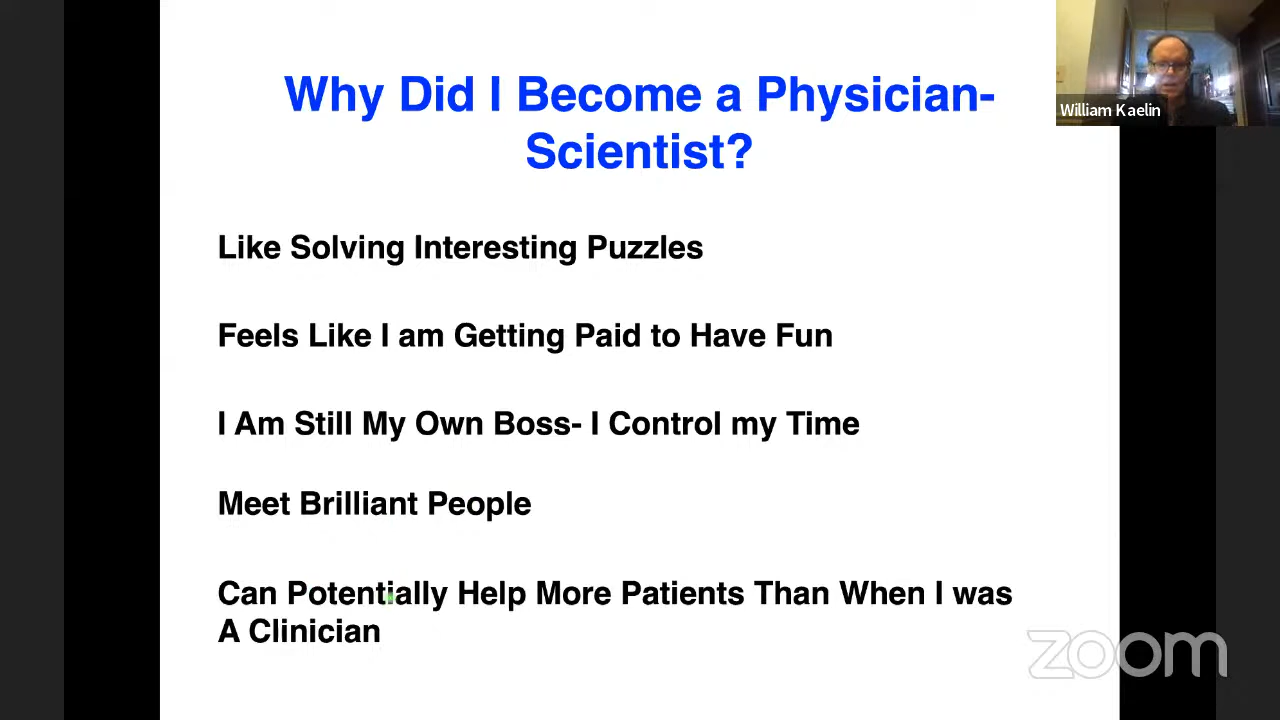 Why Did I Become a Physician-
Scientist?
William Kaelin
Like Solving Interesting Puzzles
Feels Like I am Getting Paid to Have Fun
I Am Still My Own Boss- I Control my Time
Meet Brilliant People
Can Potentially Help More Patients Than When I was
A Clinician
zoom